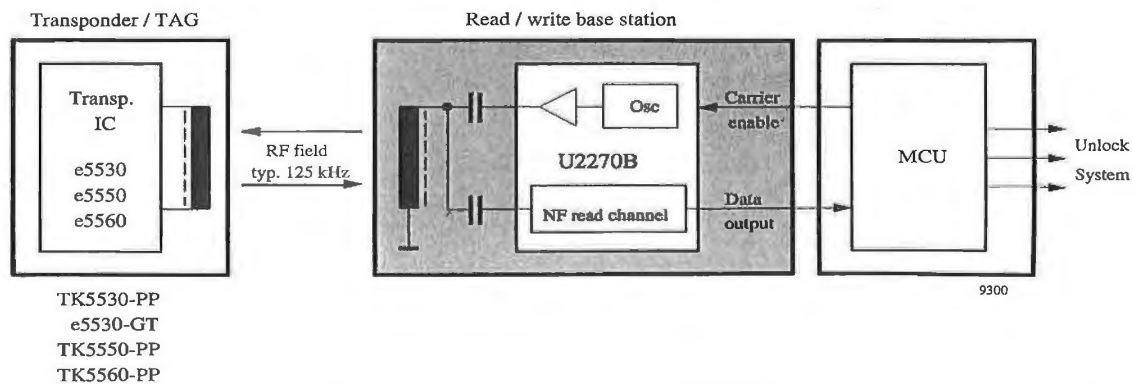 Transponder / TAG
Transp.
IC
e5530
e5550
e5560
TK5530-PP
e5530-GT
TK5550-PP
TK5560-PP
RF field
typ. 125 kHz
Read / write base station
Osc
U2270B
NF read channel
Carrier
enable
Data
output
MCU
Unlock
System
9300